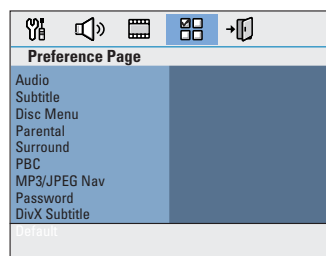 Preference Page
Audio
Subtitle
Disc Menu
Parental
Surround
PBC
MP3/JPEG Nav
Password
DivX Subtitle
Default